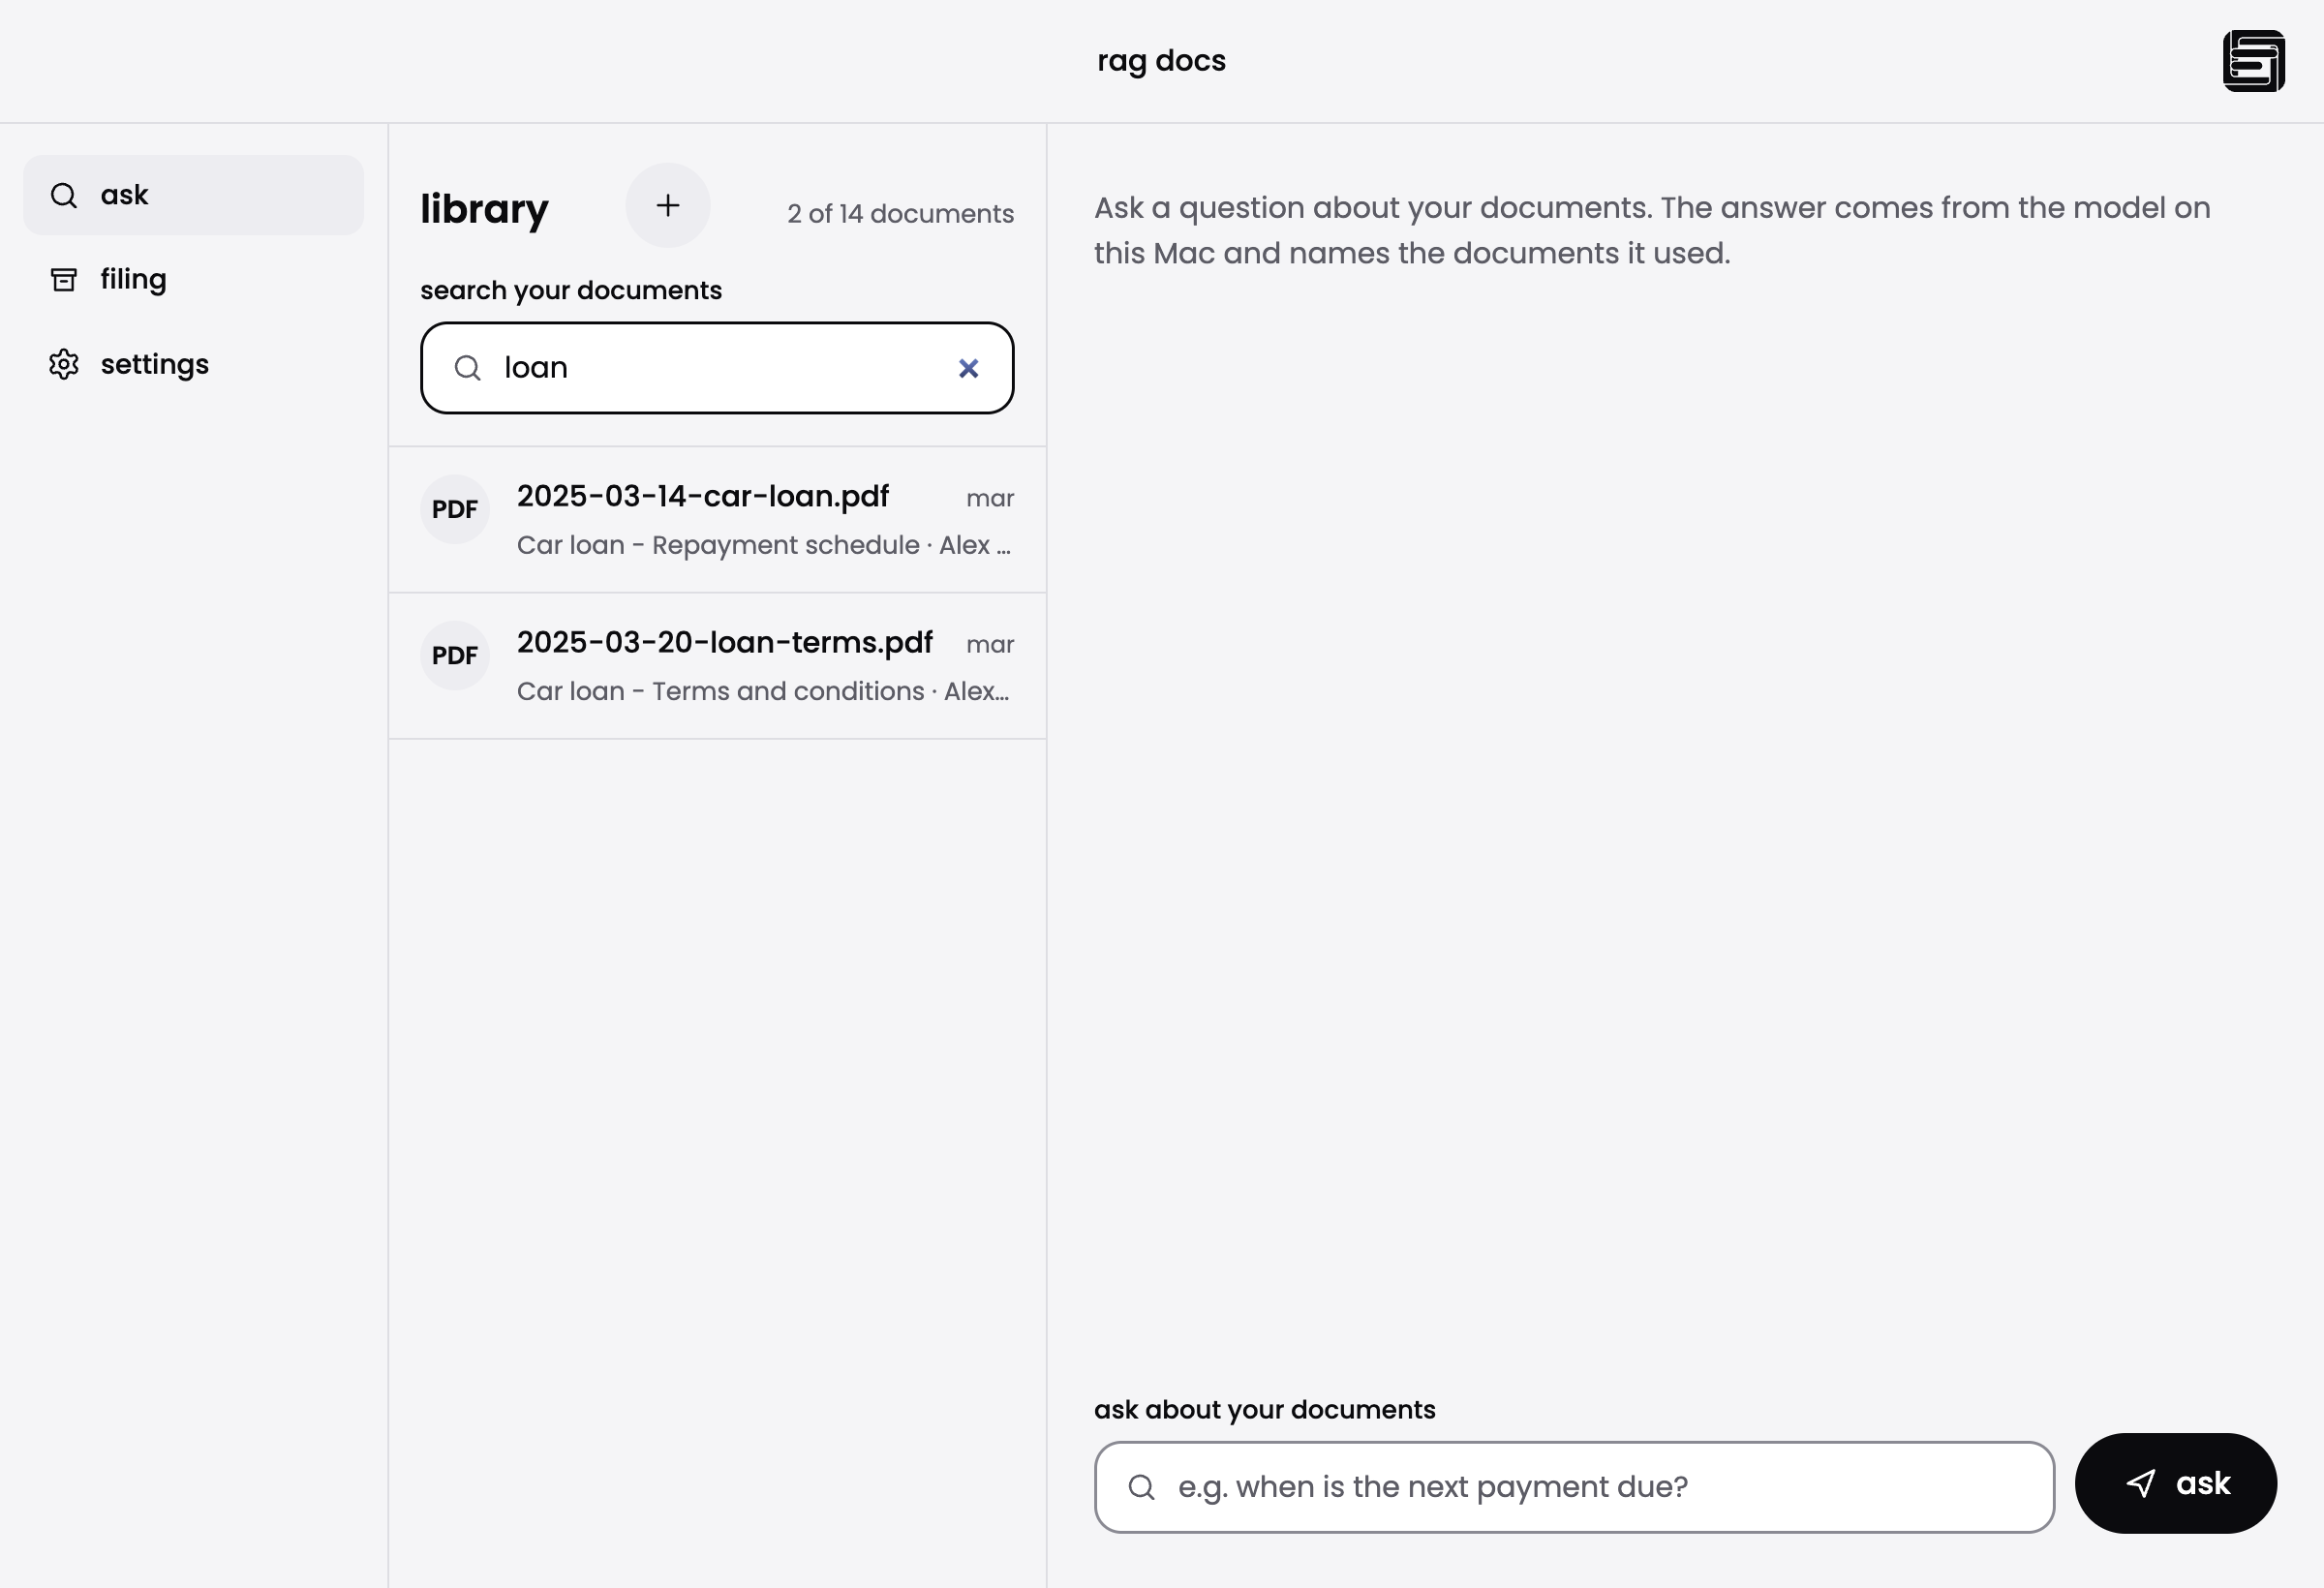 rag docs
ask
filing
settings
library
2 of 14 documents
search your documents
loan
PDF
2025-03-14-car-loan.pdf
mar
Car loan - Repayment schedule · Alex ...
PDF
2025-03-20-loan-terms.pdf
mar
Car loan - Terms and conditions · Alex...
Ask a question about your documents. The answer comes from the model on
this Mac and names the documents it used.
ask about your documents
e.g. when is the next payment due?
ask